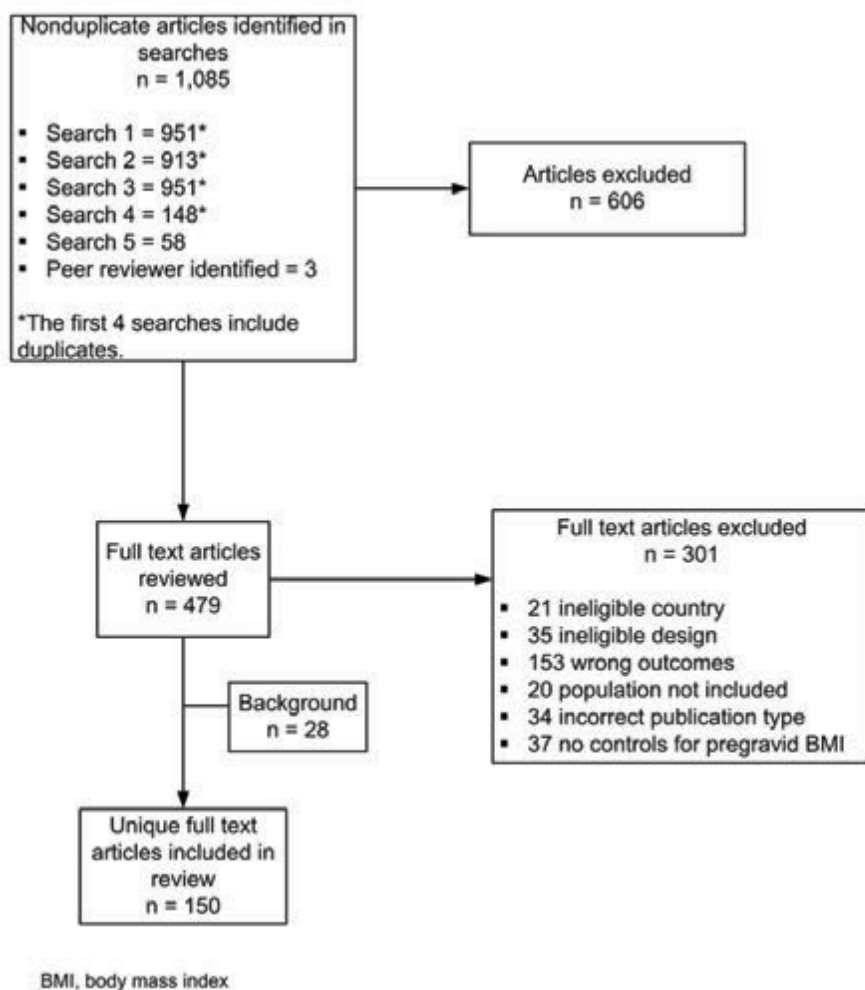 Nonduplicate articles identified in
searches
n = 1,085
▪ Search 1 = 951*
▪ Search 2 = 913*
▪ Search 3 = 951*
▪ Search 4 = 148*
▪ Search 5 = 58
▪ Peer reviewer identified = 3
*The first 4 searches include
duplicates.
Articles excluded
n = 606
Full text articles
reviewed
n = 479
Full text articles excluded
n = 301
▪ 21 ineligible country
▪ 35 ineligible design
▪ 153 wrong outcomes
▪ 20 population not included
▪ 34 incorrect publication type
▪ 37 no controls for pregravid BMI
Background
n = 28
Unique full text
articles included in
review
n = 150
BMI, body mass index